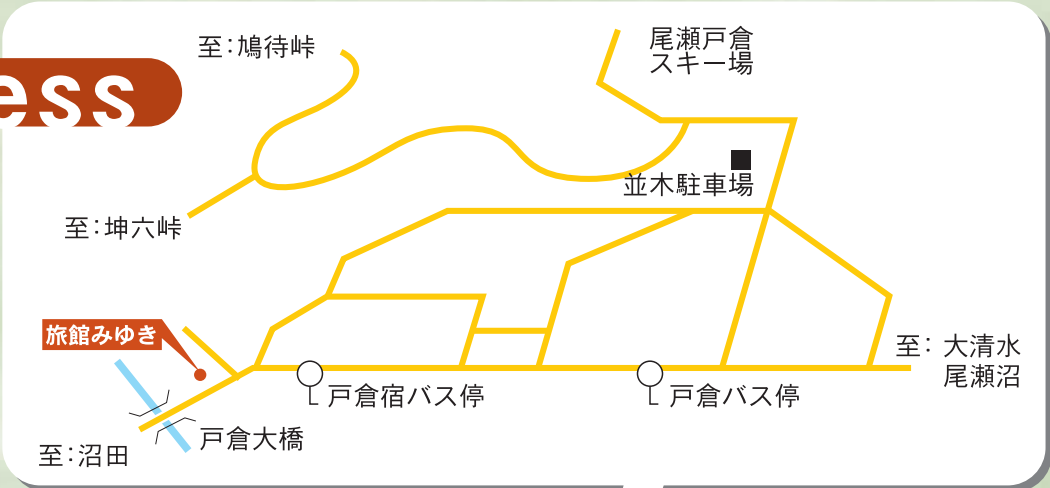 至:鳩待峠
尾瀬戸倉
スキー場
ess
並木駐車場
至:坤六峠
旅館みゆき
至:大清水
尾瀬沼
戸倉宿バス停
戸倉バス停
戸倉大橋
至:沼田